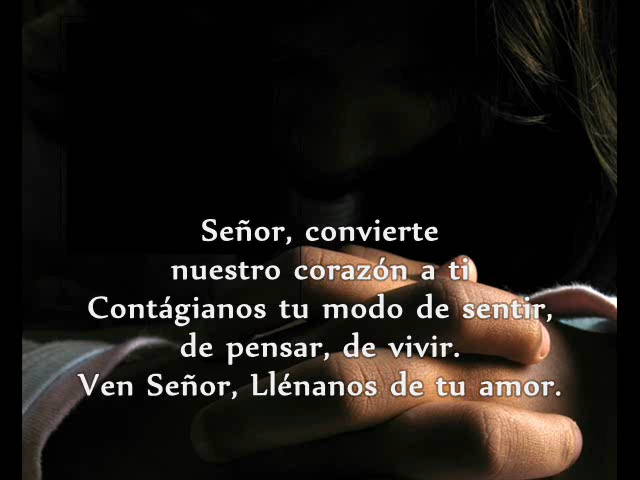 Señor, convierte
nuestro corazón a ti
Contágianos tu modo de sentir,
de pensar, de vivir.
Ven Señor, Llénanos de tu amor.